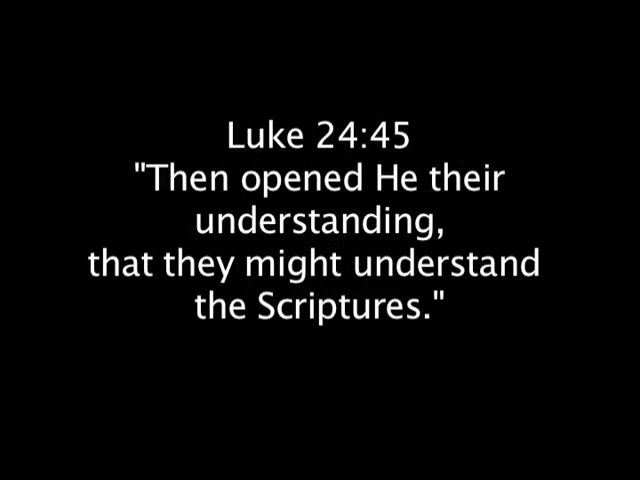 Luke 24:45
"Then opened He their
understanding,
that they might understand
the Scriptures."